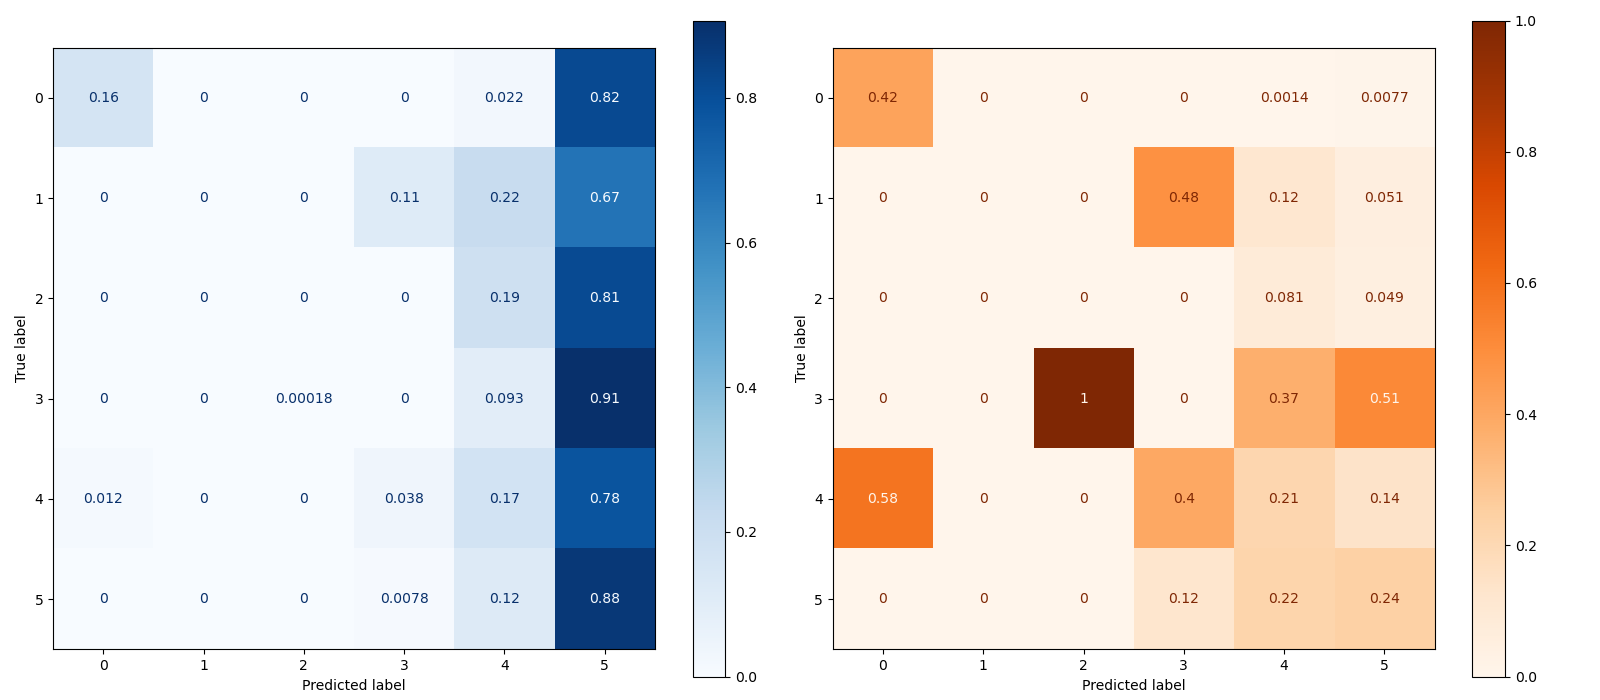 0 0.16 0 0 0 0.022 0.82
1 0 0 0 0.11 0.22 0.67
2 0 0 0 0 0.19 0.81
3 0 0 0.00018 0 0.093 0.91
4 0.012 0 0 0.038 0.17 0.78
5 0 0 0 0.0078 0.12 0.88
0 1 2 3 4 5
Predicted label
True label
0.8
0.6
0.4
0.2
0.0
0 0.42 0 0 0 0.0014 0.0077
1 0 0 0 0.48 0.12 0.051
2 0 0 0 0 0.081 0.049
3 0 0 1 0 0.37 0.51
4 0.58 0 0 0.4 0.21 0.14
5 0 0 0 0.12 0.22 0.24
0 1 2 3 4 5
Predicted label
True label
1.0
0.8
0.6
0.4
0.2
0.0